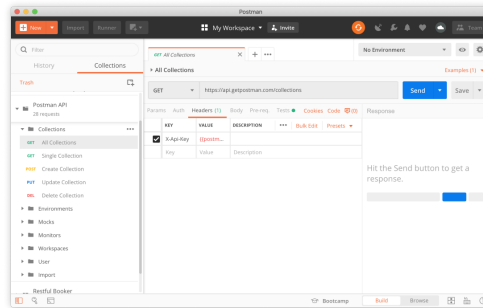 Postman
New
Import
Runner
My Workspace
Invite
Team
Filter
History
Collections
Trash
Postman API
28 requests
Collections
GET All Collections
GET Single Collection
POST Create Collection
PUT Update Collection
DEL Delete Collection
Environments
Mocks
Monitors
Workspaces
User
Import
Restful Booker
GET All Collections
No Environment
All Collections
Examples (1)
GET
https://api.getpostman.com/collections
Send
Save
Params Auth Headers (1) Body Pre-req. Tests Cookies Code
Response
KEY VALUE DESCRIPTION Bulk Edit Presets
X-Api-Key {{postm...
Key Value Description
Hit the Send button to get a
response.
Bootcamp
Build
Browse